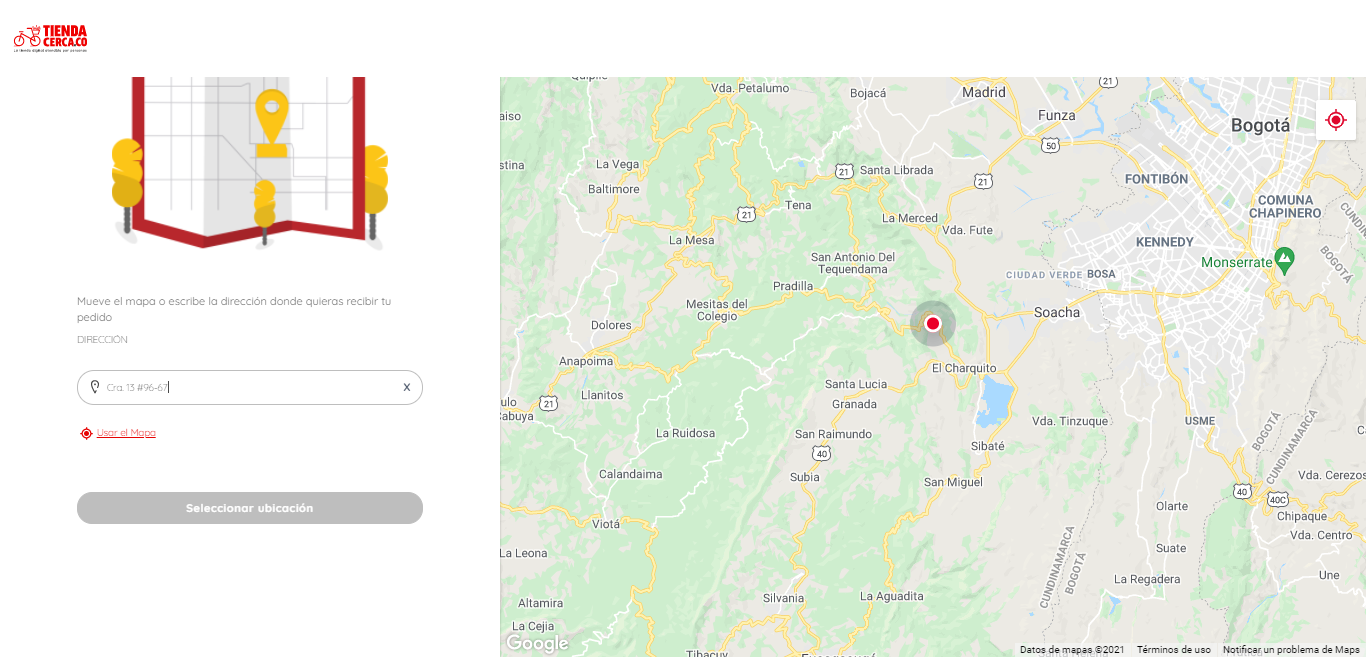 TIENDA
CERCA.CO
La tienda digital atendida por personas
Mueve el mapa o escribe la dirección donde quieras recibir tu
pedido
DIRECCIÓN
Cra. 13 #96-67
X
Usar el Mapa
Seleccionar ubicación
Quipile
Vda. Petalumo
Bojacá
Madrid
21
Funza
Bogotá
50
La Vega
21
Santa Librada
21
FONTIBÓN
Baltimore
Tena
21
La Merced
COMUNA
CHAPINERO
La Mesa
Vda. Fute
KENNEDY
BOGOTÁ
CUNDINAMARCA
San Antonio Del
Tequendama
Monserrate
CIUDAD VERDE
BOSA
Pradilla
Mesitas del
Colegio
Soacha
Dolores
Anapoima
El Charquito
Santa Lucia
Llanitos
21
Granada
Cabuya
Vda. Tinzuque
USME
La Ruidosa
San Raimundo
Sibaté
BOGOTÁ
CUNDINAMARCA
40
Calandaima
Subia
San Miguel
Vda. Cerezos
40
40C
Olarte
Chipaque
Viotá
Vda. Centro
La Leona
Suate
CUNDINAMARCA
BOGOTÁ
La Regadera
Une
Altamira
Silvania
La Aguadita
La Cejia
Google
Tibacuy
Fusagasugá
Santa Helena
Datos de mapas ©2021
Términos de uso
Notificar un problema de Maps